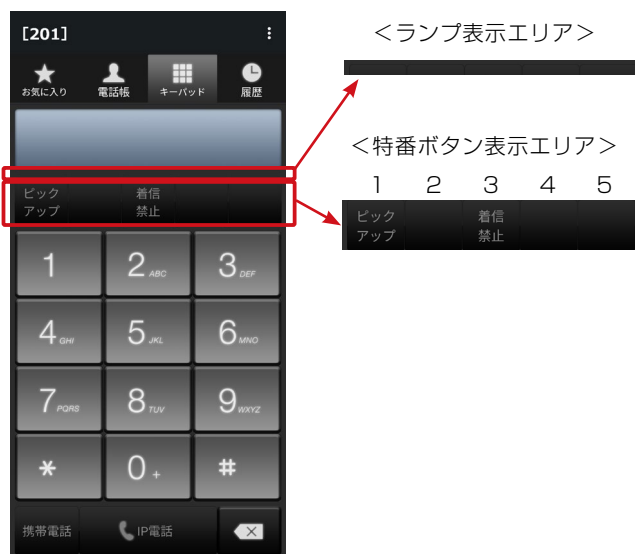 [201]
お気に入り 電話帳 キーパッド 履歴
ピック 着信
アップ 禁止
1 2 ABC 3 DEF
4 GHI 5 JKL 6 MNO
7 PQRS 8 TUV 9 WXYZ
* 0 + #
携帯電話 IP電話
＜ランプ表示エリア＞
＜特番ボタン表示エリア＞
1 2 3 4 5
ピック 着信
アップ 禁止